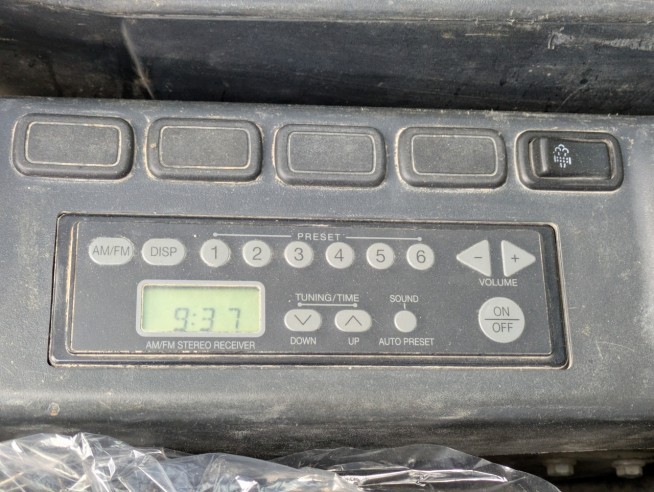 PRESET
AM/FM DISP 1 2 3 4 5 6 − +
VOLUME
9:37
TUNING/TIME SOUND
ON
OFF
AM/FM STEREO RECEIVER DOWN UP AUTO PRESET